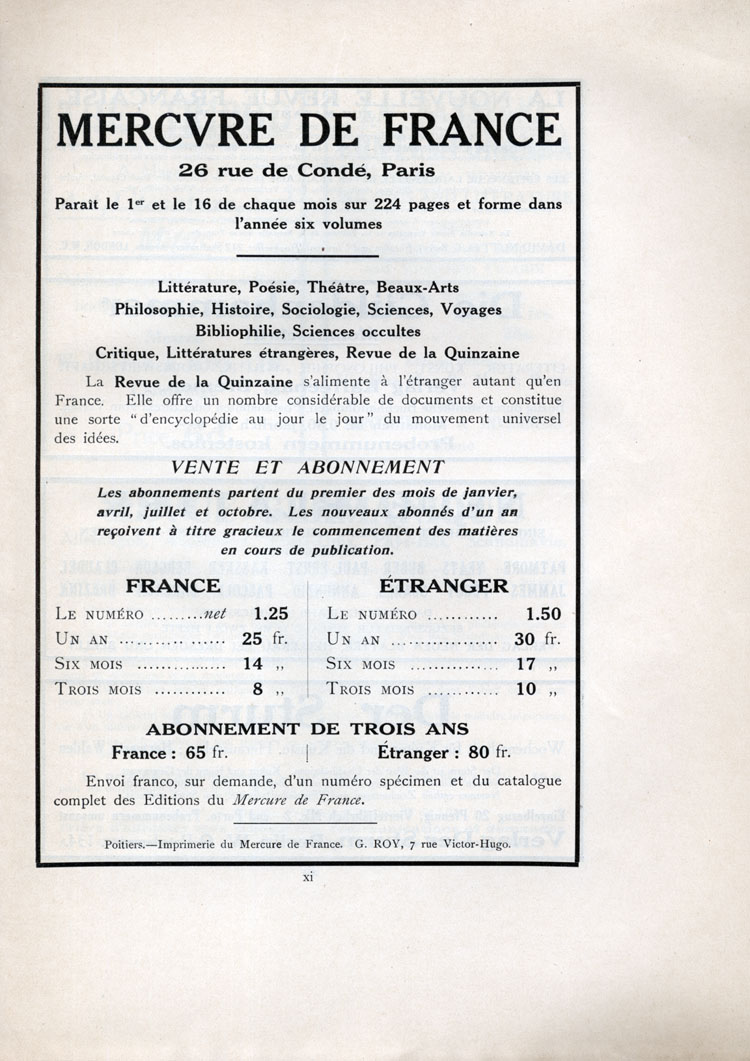 MERCVRE DE FRANCE
26 rue de Condé, Paris
Paraît le 1er et le 16 de chaque mois sur 224 pages et forme dans
l'année six volumes
Littérature, Poésie, Théâtre, Beaux-Arts
Philosophie, Histoire, Sociologie, Sciences, Voyages
Bibliophilie, Sciences occultes
Critique, Littératures étrangères, Revue de la Quinzaine
La Revue de la Quinzaine s'alimente à l'étranger autant qu'en
France. Elle offre un nombre considérable de documents et constitue
une sorte “d'encyclopédie au jour le jour” du mouvement universel
des idées.
VENTE ET ABONNEMENT
Les abonnements partent du premier des mois de janvier,
avril, juillet et octobre. Les nouveaux abonnés d'un an
reçoivent à titre gracieux le commencement des matières
en cours de publication.
FRANCE
LE NUMÉRO .........net 1.25
UN AN .................. 25 fr.
SIX MOIS ............... 14 ,,
TROIS MOIS ............ 8 ,,
ÉTRANGER
LE NUMÉRO ............ 1.50
UN AN .................. 30 fr.
SIX MOIS ............... 17 ,,
TROIS MOIS ............ 10 ,,
ABONNEMENT DE TROIS ANS
France : 65 fr. Étranger : 80 fr.
Envoi franco, sur demande, d'un numéro spécimen et du catalogue
complet des Editions du Mercure de France.
Poitiers.—Imprimerie du Mercure de France. G. ROY, 7 rue Victor-Hugo.
xi